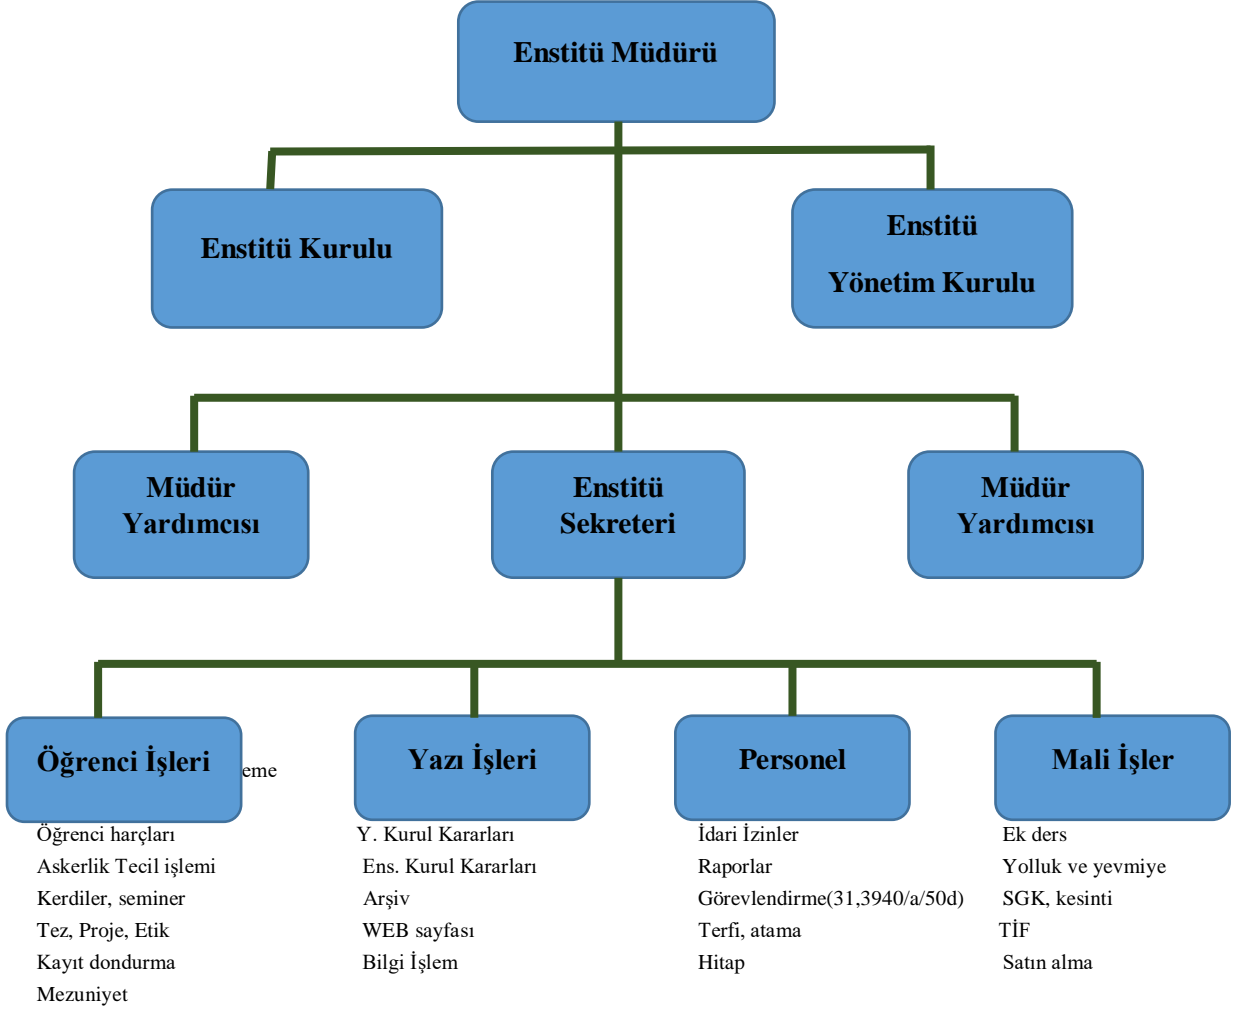 Enstitü Müdürü
Enstitü Kurulu
Enstitü
Yönetim Kurulu
Müdür
Yardımcısı
Enstitü
Sekreteri
Müdür
Yardımcısı
Öğrenci İşleri
eme
Öğrenci harçları
Askerlik Tecil işlemi
Kerdiler, seminer
Tez, Proje, Etik
Kayıt dondurma
Mezuniyet
Yazı İşleri
Y. Kurul Kararları
Ens. Kurul Kararları
Arşiv
WEB sayfası
Bilgi İşlem
Personel
İdari İzinler
Raporlar
Görevlendirme(31,3940/a/50d)
Terfi, atama
Hitap
Mali İşler
Ek ders
Yolluk ve yevmiye
SGK, kesinti
TİF
Satın alma